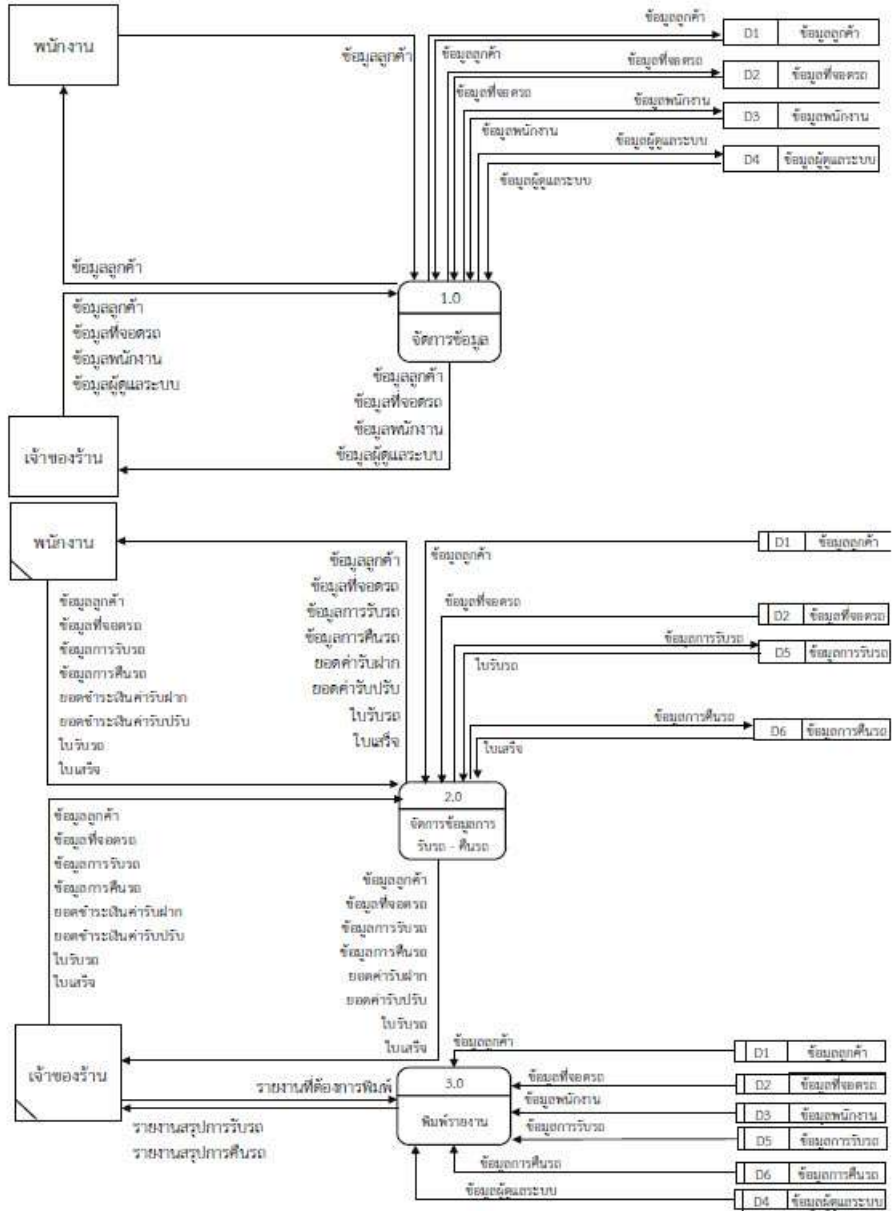 พนักงาน
ข้อมูลลูกค้า
ข้อมูลลูกค้า
D1 ข้อมูลลูกค้า
ข้อมูลลูกค้า
ข้อมูลที่จอดรถ
D2 ข้อมูลที่จอดรถ
ข้อมูลที่จอดรถ
ข้อมูลพนักงาน
D3 ข้อมูลพนักงาน
ข้อมูลพนักงาน
ข้อมูลผู้ดูแลระบบ
D4 ข้อมูลผู้ดูแลระบบ
ข้อมูลผู้ดูแลระบบ
ข้อมูลลูกค้า
1.0
จัดการข้อมูล
ข้อมูลลูกค้า
ข้อมูลที่จอดรถ
ข้อมูลพนักงาน
ข้อมูลผู้ดูแลระบบ
ข้อมูลลูกค้า
ข้อมูลที่จอดรถ
ข้อมูลพนักงาน
ข้อมูลผู้ดูแลระบบ
เจ้าของร้าน
พนักงาน
ข้อมูลลูกค้า
ข้อมูลที่จอดรถ
ข้อมูลการรับรถ
ข้อมูลการคืนรถ
ยอดชำระเงินค่ารับฝาก
ยอดชำระเงินค่ารับปรับ
ใบรับรถ
ใบเสร็จ
ข้อมูลลูกค้า
ข้อมูลที่จอดรถ
ข้อมูลการรับรถ
ข้อมูลการคืนรถ
ยอดค่ารับฝาก
ยอดค่ารับปรับ
ใบรับรถ
ใบเสร็จ
ข้อมูลลูกค้า
D1 ข้อมูลลูกค้า
ข้อมูลที่จอดรถ
D2 ข้อมูลที่จอดรถ
ข้อมูลการรับรถ
ใบรับรถ
D5 ข้อมูลการรับรถ
ข้อมูลการคืนรถ
ใบเสร็จ
D6 ข้อมูลการคืนรถ
2.0
จัดการข้อมูลการ
รับรถ - คืนรถ
ข้อมูลลูกค้า
ข้อมูลที่จอดรถ
ข้อมูลการรับรถ
ข้อมูลการคืนรถ
ยอดชำระเงินค่ารับฝาก
ยอดชำระเงินค่ารับปรับ
ใบรับรถ
ใบเสร็จ
ข้อมูลลูกค้า
ข้อมูลที่จอดรถ
ข้อมูลการรับรถ
ข้อมูลการคืนรถ
ยอดค่ารับฝาก
ยอดค่ารับปรับ
ใบรับรถ
ใบเสร็จ
เจ้าของร้าน
รายงานที่ต้องการพิมพ์
รายงานสรุปการรับรถ
รายงานสรุปการคืนรถ
3.0
พิมพ์รายงาน
ข้อมูลลูกค้า
D1 ข้อมูลลูกค้า
ข้อมูลที่จอดรถ
D2 ข้อมูลที่จอดรถ
ข้อมูลพนักงาน
D3 ข้อมูลพนักงาน
ข้อมูลการรับรถ
D5 ข้อมูลการรับรถ
ข้อมูลการคืนรถ
D6 ข้อมูลการคืนรถ
ข้อมูลผู้ดูแลระบบ
D4 ข้อมูลผู้ดูแลระบบ